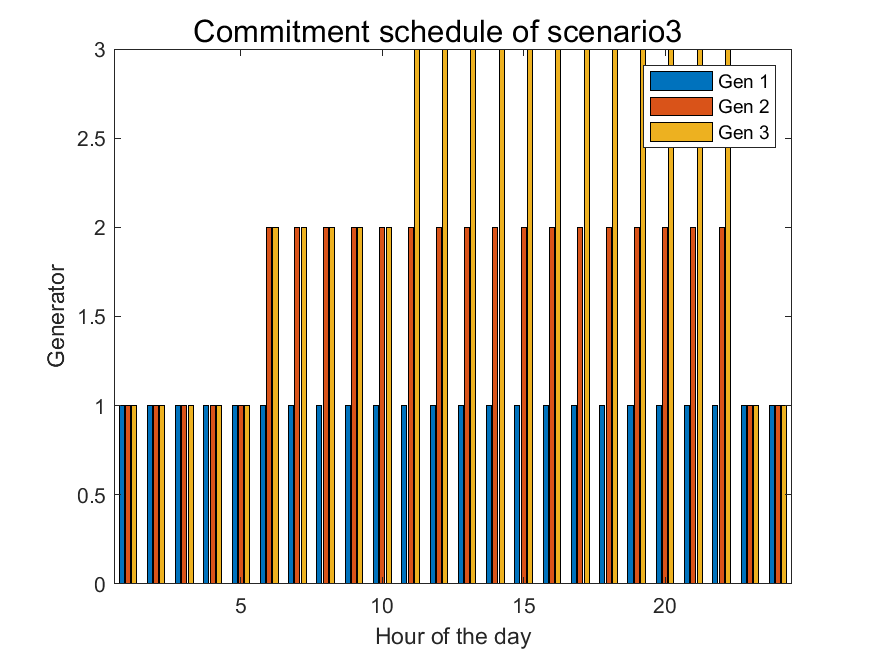 Commitment schedule of scenario3
3
2.5
2
1.5
1
0.5
0
Generator
Gen 1
Gen 2
Gen 3
5
10
15
20
Hour of the day